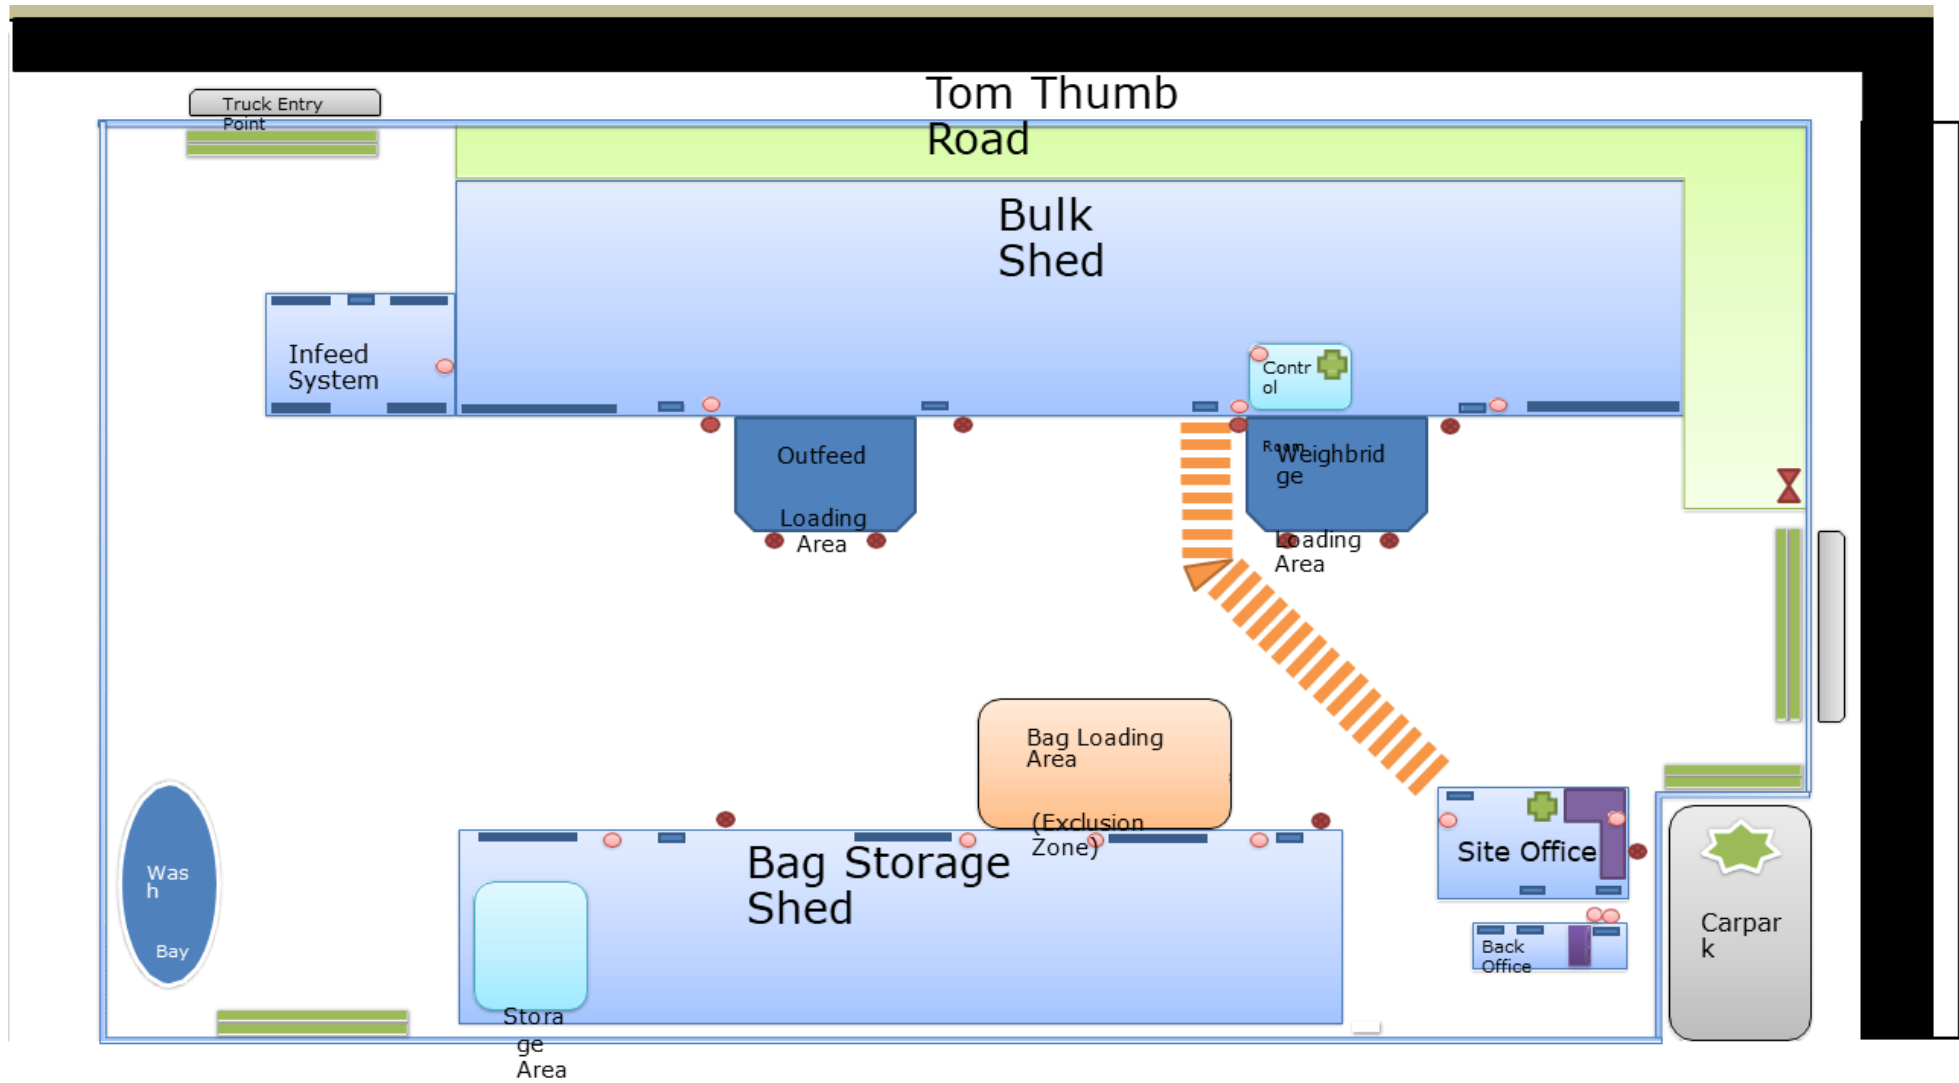 Tom Thumb
Road
Truck Entry
Point
Bulk
Shed
Infeed
System
Contr
ol
Room
Outfeed
Loading
Area
Weighbrid
ge
Loading
Area
Bag Loading
Area
(Exclusion
Zone)
Bag Storage
Shed
Site Office
Was
h
Bay
Back
Office
Carpar
k
Stora
ge
Area